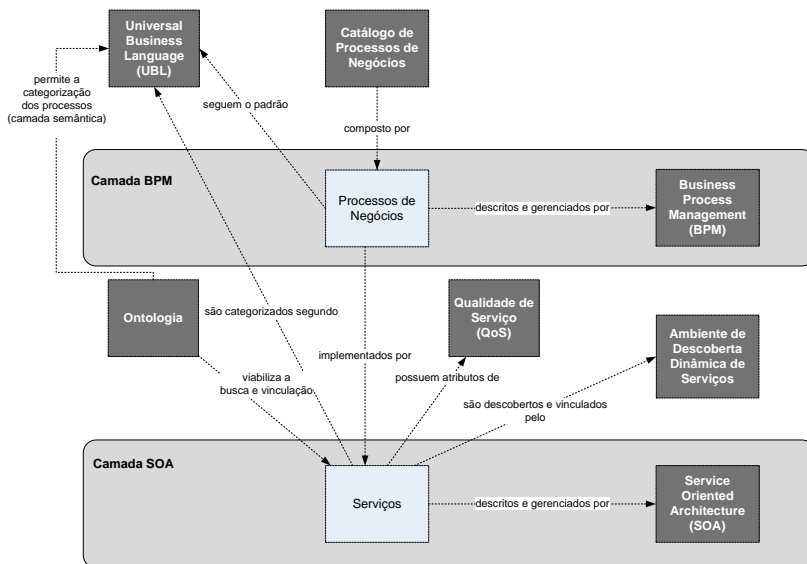 Universal
Business
Language
(UBL)
Catálogo de
Processos de
Negócios
permite a
categorização
dos processos
(camada semântica)
seguem o padrão
composto por
Camada BPM
Processos de
Negócios
descritos e gerenciados por
Business
Process
Management
(BPM)
Ontologia
são categorizados segundo
Qualidade de
Serviço
(QoS)
Ambiente de
Descoberta
Dinâmica de
Serviços
implementados por
viabiliza a
busca e vinculação
possuem atributos de
são descobertos e vinculados
pelo
Camada SOA
Serviços
descritos e gerenciados por
Service
Oriented
Architecture
(SOA)